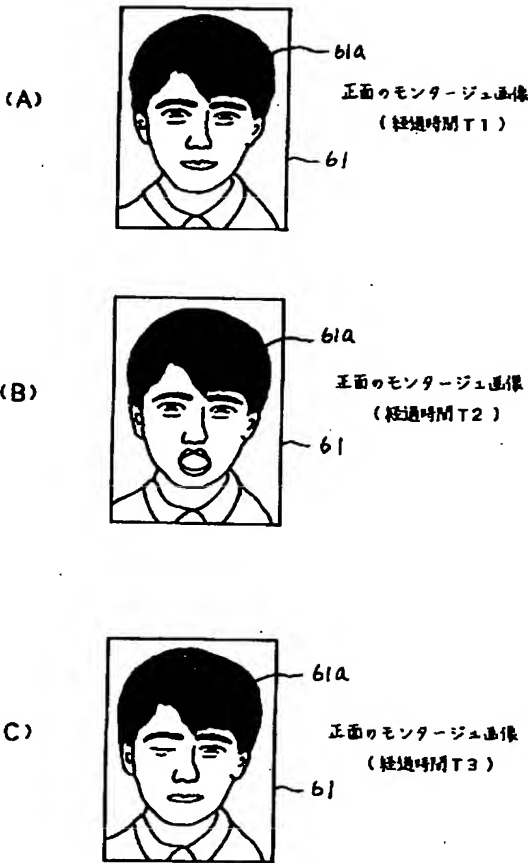 (A)
61a
正面のモンタージュ画像
(経過時間T1)
61
(B)
61a
正面のモンタージュ画像
(経過時間T2)
61
C)
61a
正面のモンタージュ画像
(経過時間T3)
61